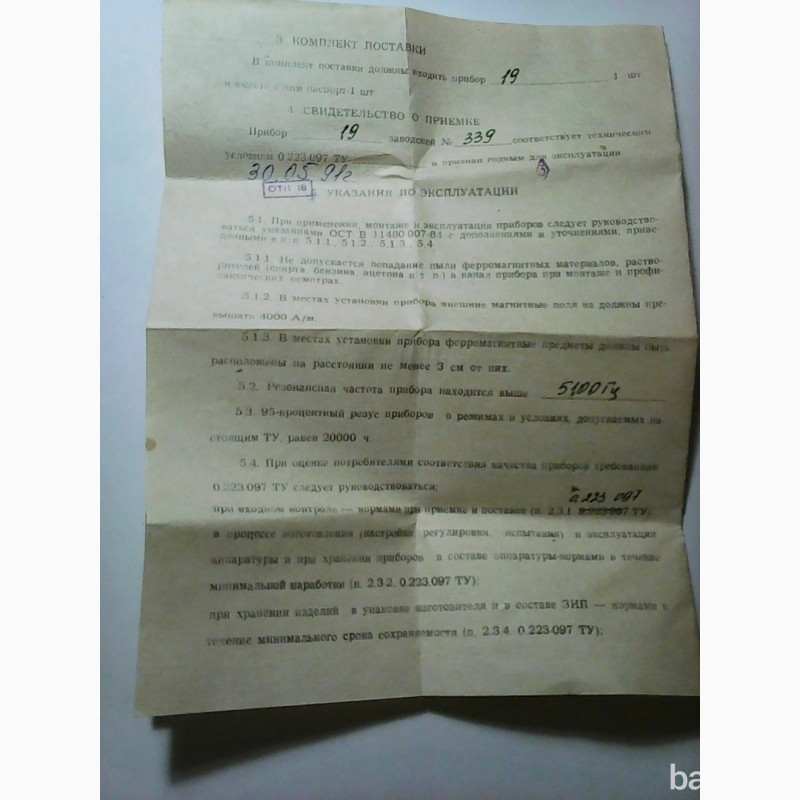 3. КОМПЛЕКТ ПОСТАВКИ
В комплект поставки должны входить прибор 19 1 шт
и паспорт-1 шт
4. СВИДЕТЕЛЬСТВО О ПРИЕМКЕ
Прибор 19 заводской № 339 соответствует техническим
условиям 0.223.097 ТУ и признан годным для эксплуатации
30.05.91г
ОТК 18
5. УКАЗАНИЯ ПО ЭКСПЛУАТАЦИИ
5.1. При применении, монтаже и эксплуатации приборов следует руководство-
ваться указаниями ОСТ В 11480.007-84 с дополнениями и уточнениями, приве-
денными в п. п. 5.1.1., 5.1.2., 5.1.3., 5.4
5.1.1. Не допускается попадание пыли ферромагнитных материалов, раство-
рителей (спирта бензина ацетона и т. п.) в канал прибора при монтаже и профи-
лактических осмотрах.
5.1.2. В местах установки прибора внешние магнитные поля на должны пре-
вышать 4000 А/м.
5.1.3. В местах установки прибора ферромагнитные предметы должны быть
расположены на расстоянии не менее 3 см от них.
5.2. Резонансная частота прибора находится выше 5100 Гц
5.3. 95-процентный ресурс приборов в режимах и условиях, допускаемых на-
стоящим ТУ, равен 20000 ч.
5.4. При оценке потребителями соответствия качества приборов требованиям
0.223.097 ТУ следует руководствоваться;
0.223 097
при входном контроле — нормами при приемке и поставке (п. 2.3.1. 0.223.097 ТУ)
в процессе изготовления (настройки, регулировки, испытания) и эксплуатации
аппаратуры и при хранении приборов в составе аппаратуры-нормами в течение
минимальной наработки (п. 2.3.2. 0.223.097 ТУ);
при хранении изделий в упаковке изготовителя и в составе ЗИП — нормами в
течение минимального срока сохраняемости (п. 2.3.4. 0.223.097 ТУ);